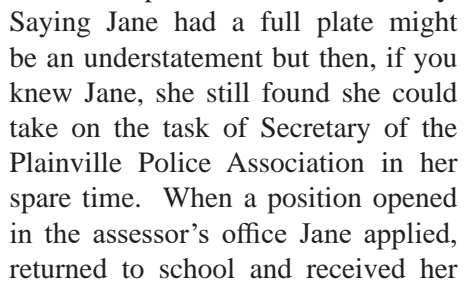 Saying Jane had a full plate might
be an understatement but then, if you
knew Jane, she still found she could
take on the task of Secretary of the
Plainville Police Association in her
spare time. When a position opened
in the assessor's office Jane applied,
returned to school and received her